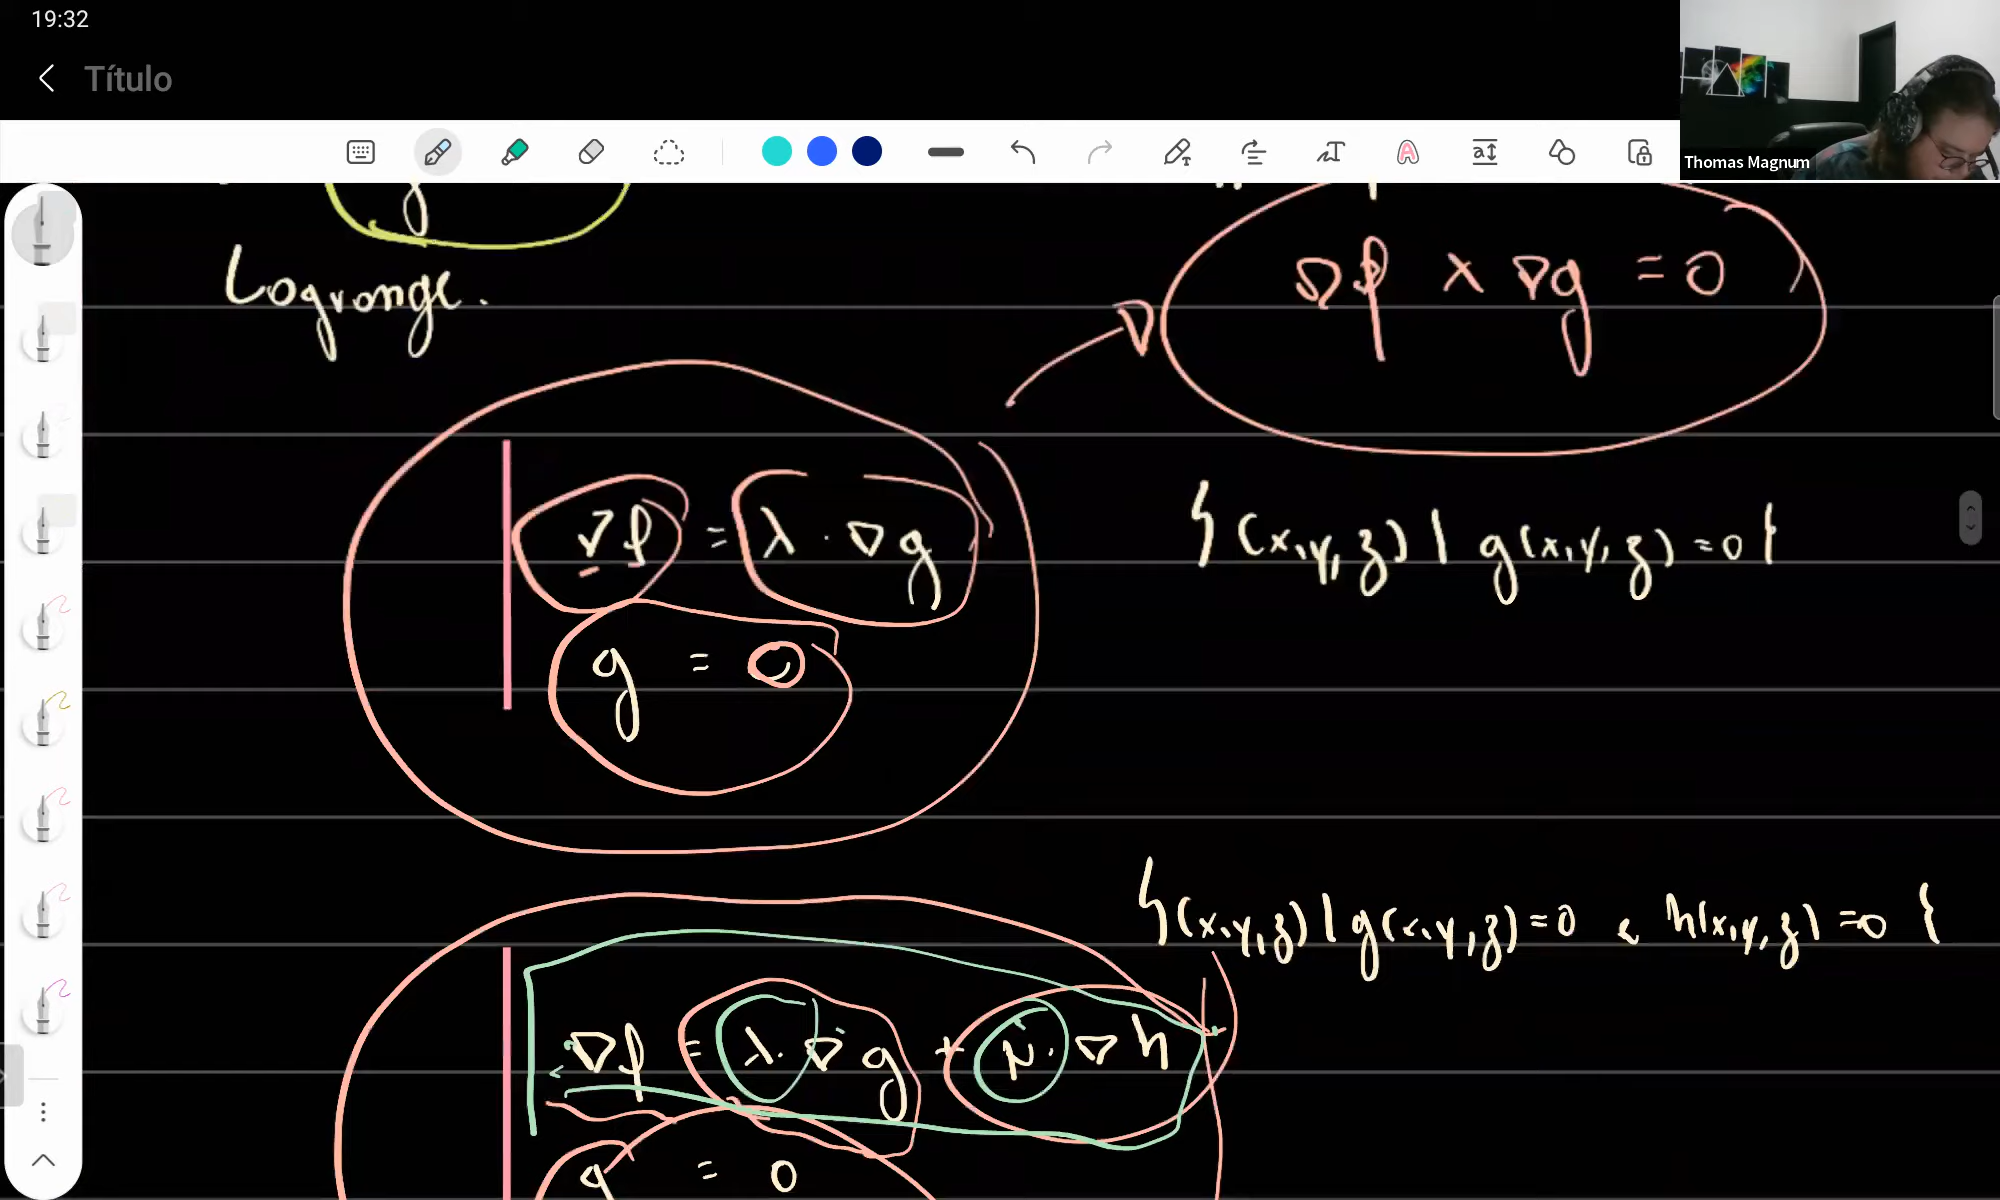 19:32
Título
Thomas Magnum
Lagrange.
∇f × ∇g = 0
∇f = λ · ∇g
g = 0
{(x,y,z) | g(x,y,z) = 0}
{(x,y,z) | g(x,y,z) = 0 e h(x,y,z) = 0}
∇f = λ · ∇g + μ · ∇h
g = 0